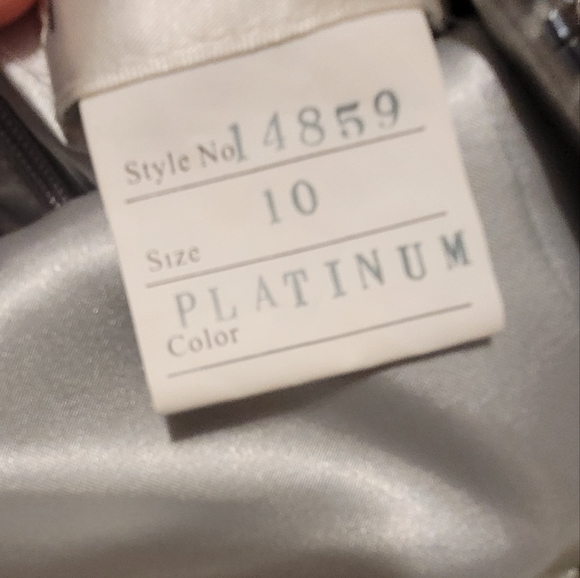 Style No 14859
10
Size
PLATINUM
Color